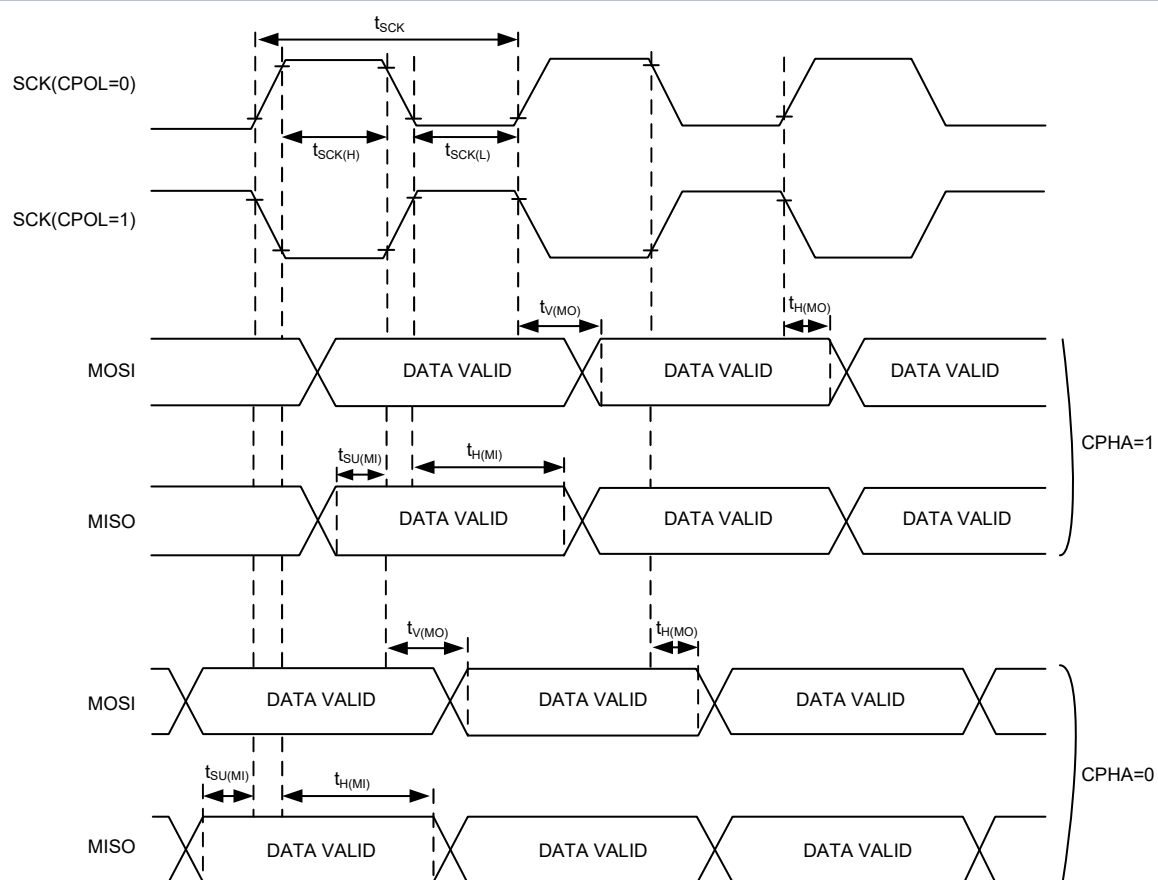 tSCK
SCK(CPOL=0)
tSCK(H) tSCK(L)
SCK(CPOL=1)
tV(MO) tH(MO)
MOSI DATA VALID DATA VALID DATA VALID
CPHA=1
tSU(MI) tH(MI)
MISO DATA VALID DATA VALID DATA VALID
tV(MO) tH(MO)
MOSI DATA VALID DATA VALID DATA VALID
CPHA=0
tSU(MI) tH(MI)
MISO DATA VALID DATA VALID DATA VALID